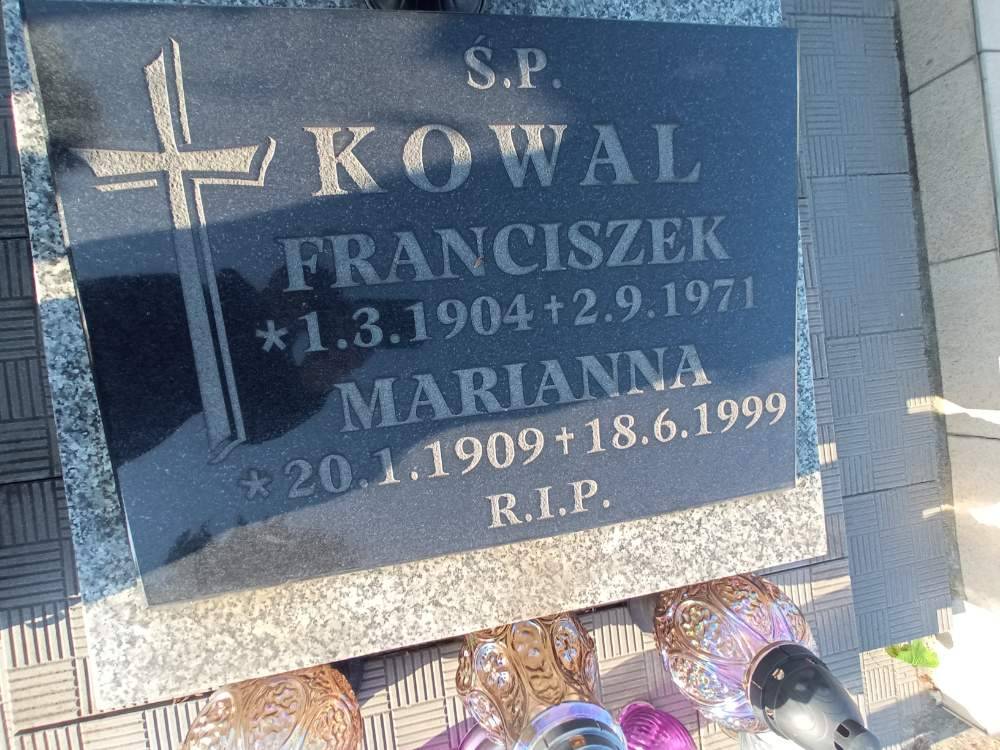 Ś.P.
KOWAL
FRANCISZEK
*1.3.1904 + 2.9.1971
MARIANNA
*20.1.1909 + 18.6.1999
R.I.P.